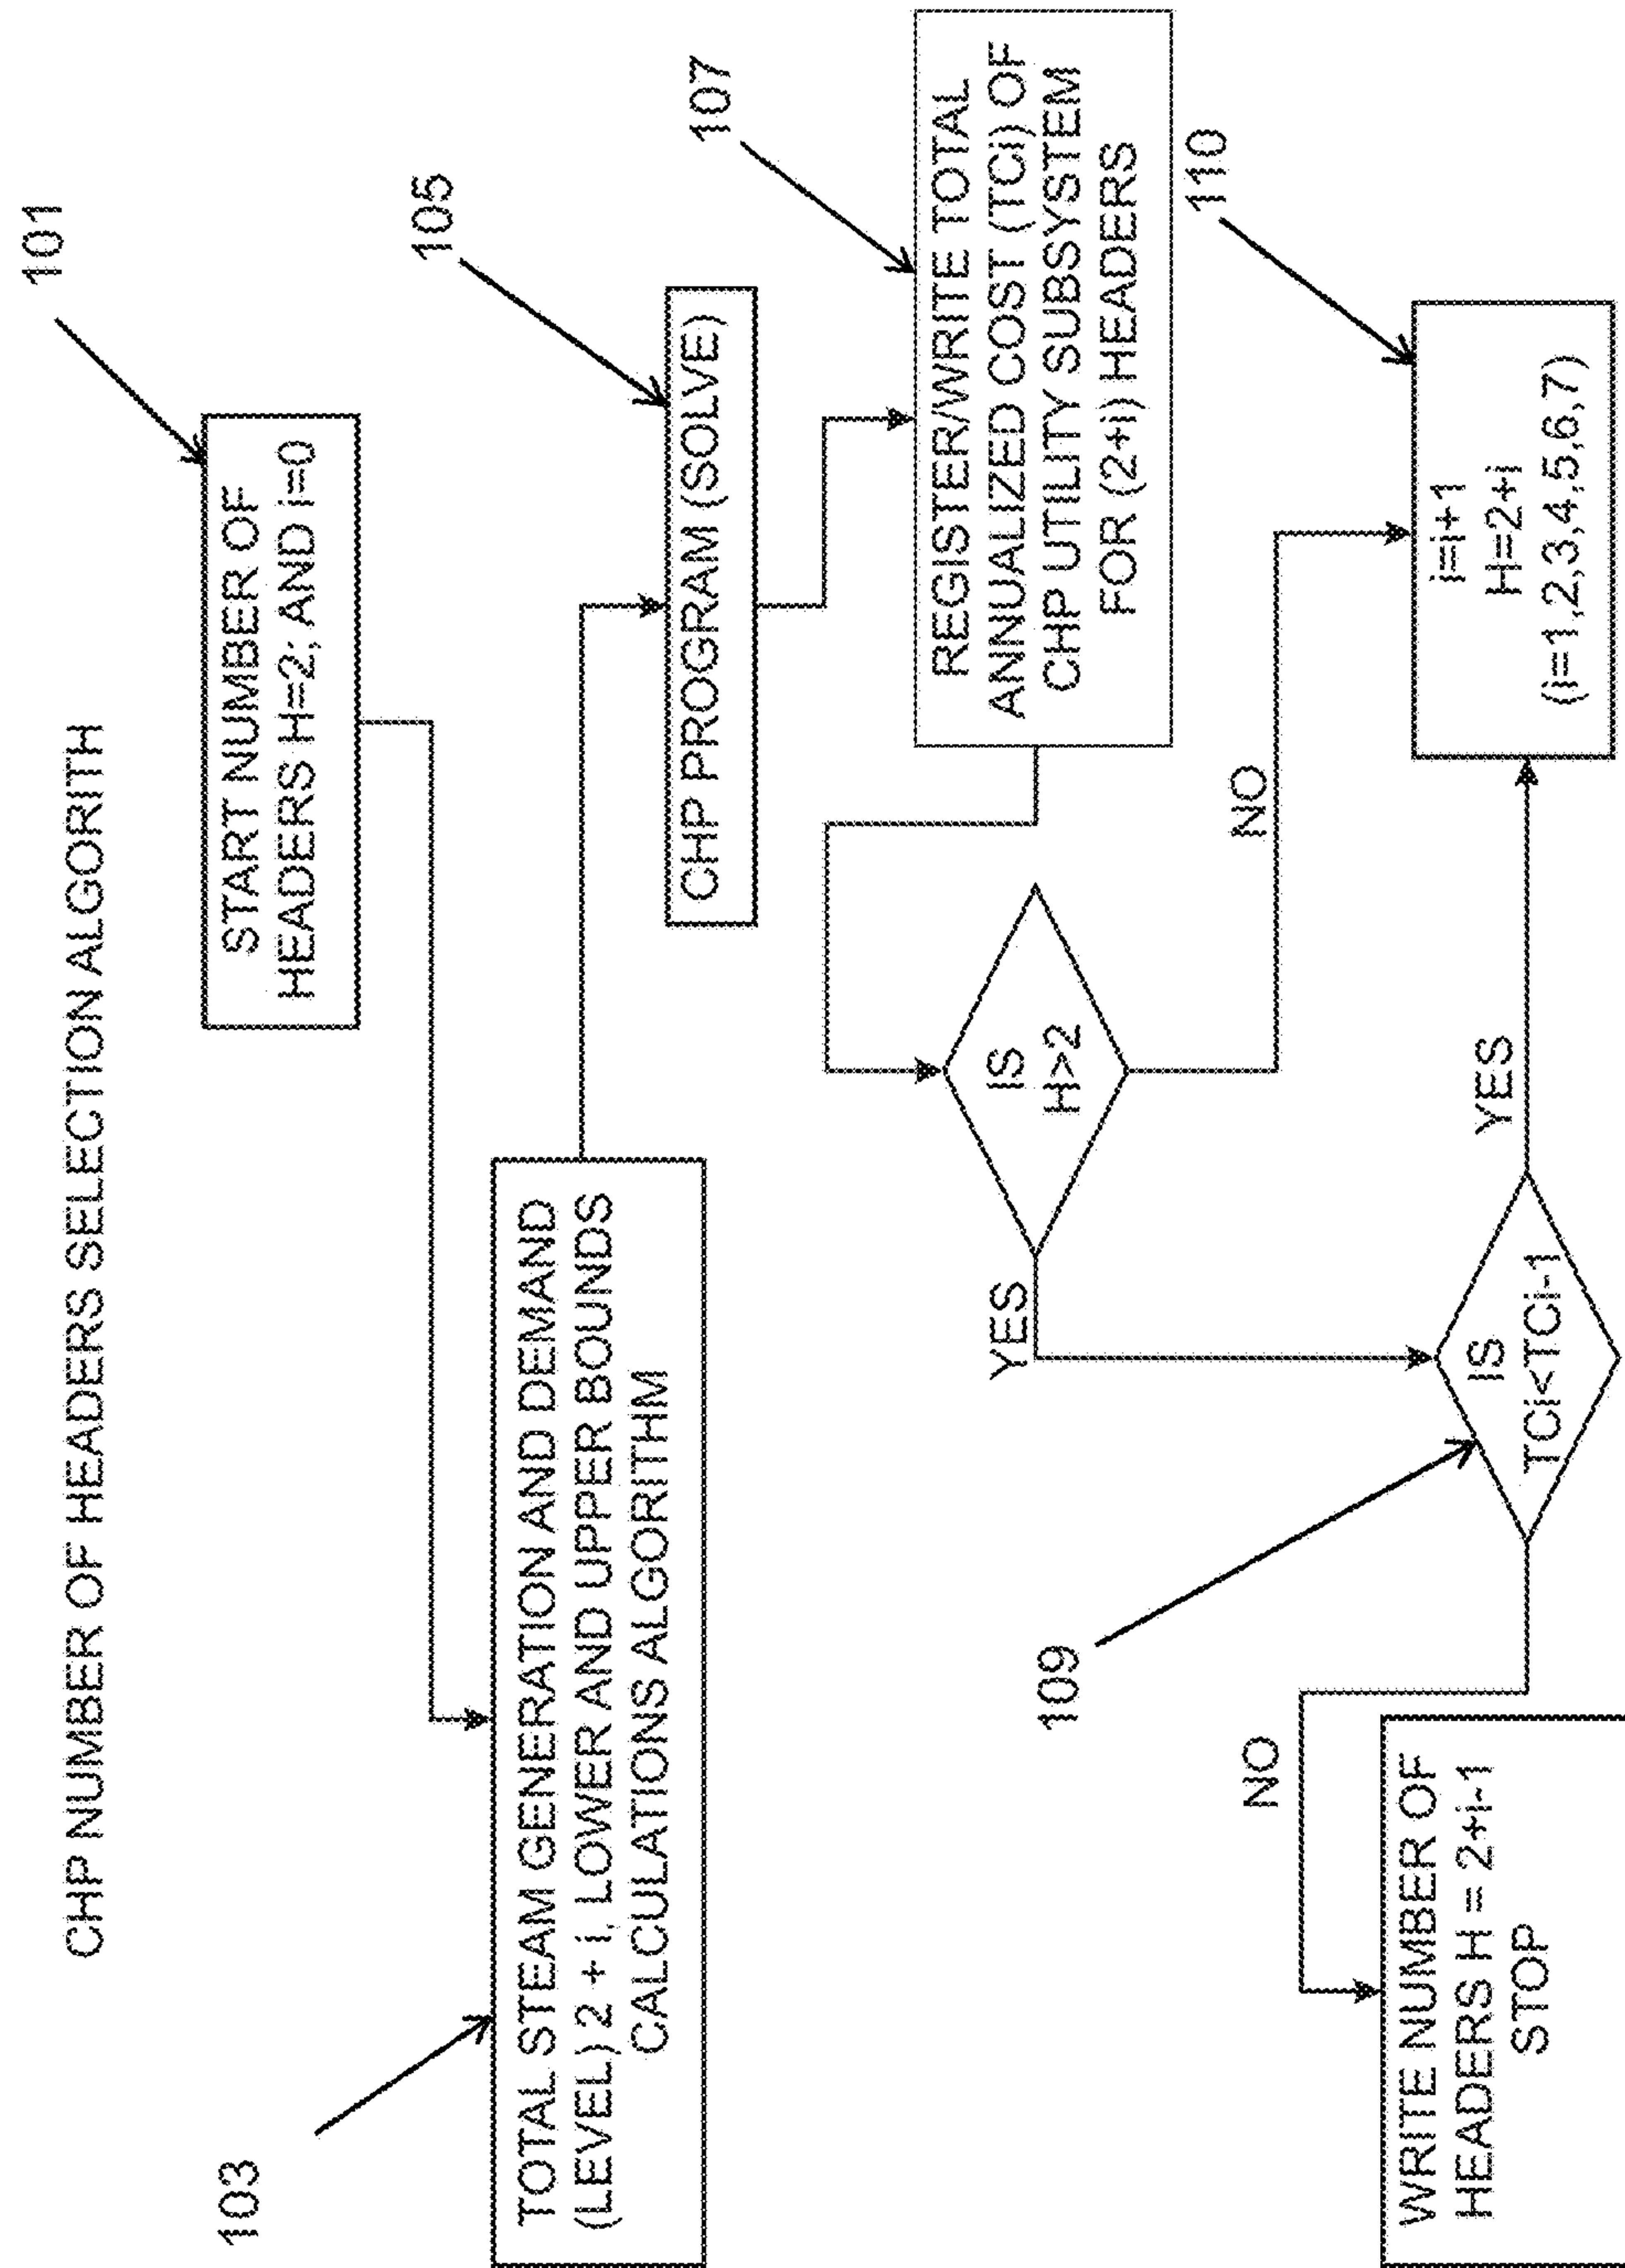 CHP NUMBER OF HEADERS SELECTION ALGORITH
101
START NUMBER OF
HEADERS H=2; AND i=0
103
TOTAL STEAM GENERATION AND DEMAND
(LEVEL) 2 + i, LOWER AND UPPER BOUNDS
CALCULATIONS ALGORITHM
105
CHP PROGRAM (SOLVE)
107
REGISTER/WRITE TOTAL
ANNUALIZED COST (TCi) OF
CHP UTILITY SUBSYSTEM
FOR (2+i) HEADERS
IS
H>2
YES
NO
110
i=i+1
H=2+i
(i=1,2,3,4,5,6,7)
109
IS
TCi<TCi-1
YES
NO
WRITE NUMBER OF
HEADERS H = 2+i-1
STOP